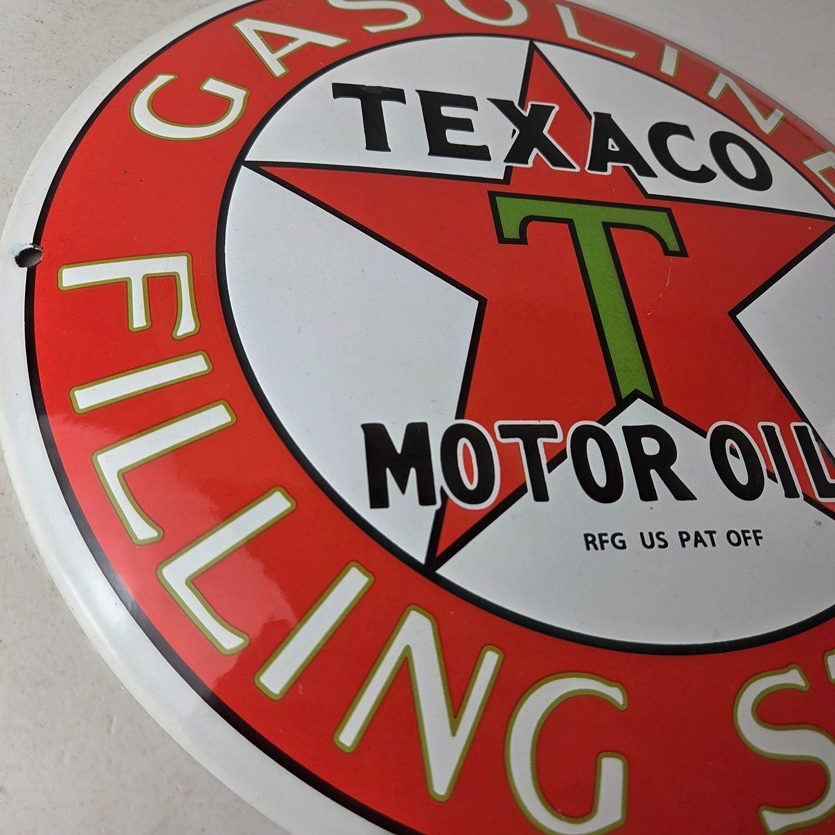 GASOLINE
TEXACO
T
MOTOR OIL
RFG US PAT OFF
FILLING S